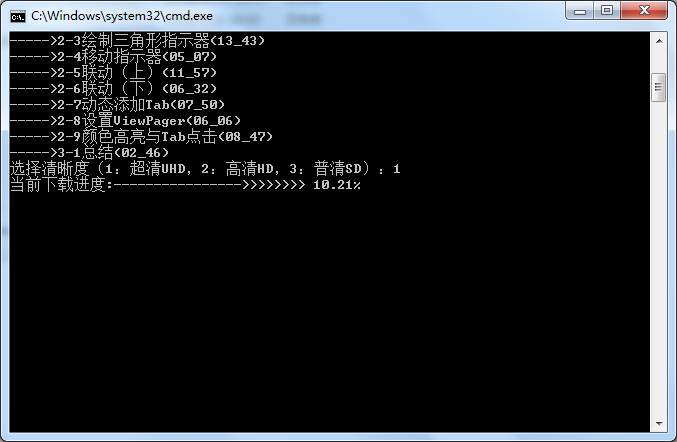 C:\Windows\system32\cmd.exe
----->2-3绘制三角形指示器(13_43)
----->2-4移动指示器(05_07)
----->2-5联动（上）(11_57)
----->2-6联动（下）(06_32)
----->2-7动态添加Tab(07_50)
----->2-8设置ViewPager(06_06)
----->2-9颜色高亮与Tab点击(08_47)
----->3-1总结(02_46)
选择清晰度（1：超清UHD，2：高清HD，3：普清SD）：1
当前下载进度:---------------->>>>>>>> 10.21%